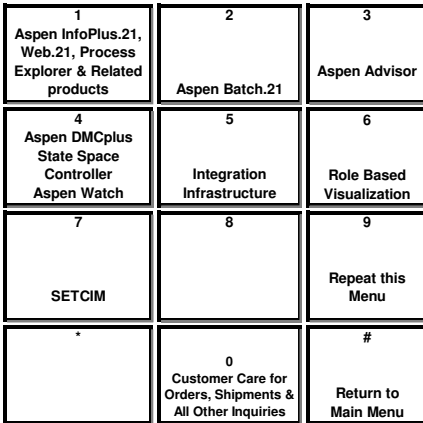 1
Aspen InfoPlus.21,
Web.21, Process
Explorer & Related
products
2
Aspen Batch.21
3
Aspen Advisor
4
Aspen DMCplus
State Space
Controller
Aspen Watch
5
Integration
Infrastructure
6
Role Based
Visualization
7
SETCIM
8
9
Repeat this
Menu
*
0
Customer Care for
Orders, Shipments &
All Other Inquiries
#
Return to
Main Menu